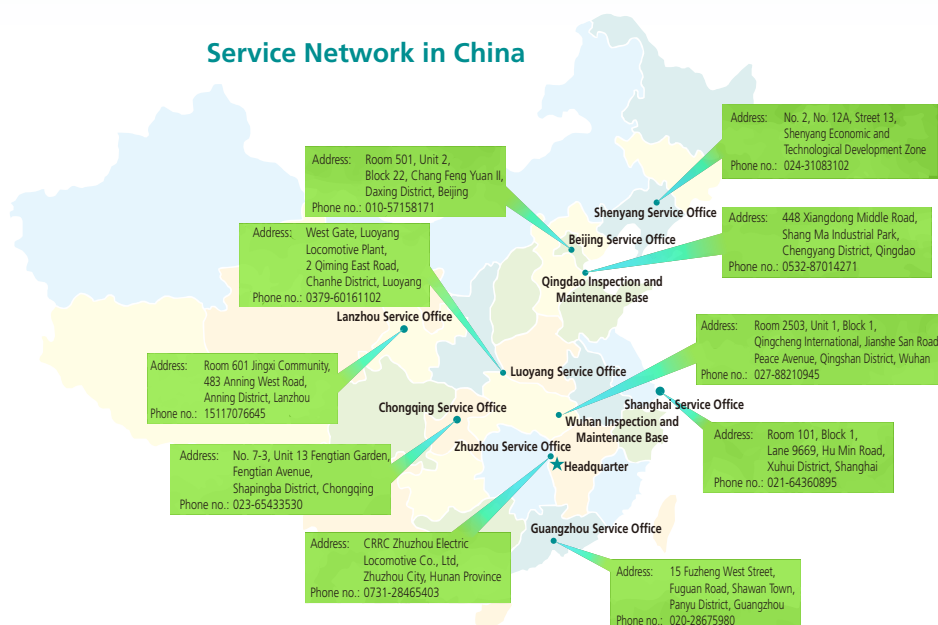 Service Network in China
Address: No. 2, No. 12A, Street 13,
Shenyang Economic and
Technological Development Zone
Phone no.: 024-31083102
Shenyang Service Office
Address: Room 501, Unit 2,
Block 22, Chang Feng Yuan II,
Daxing District, Beijing
Phone no.: 010-57158171
Beijing Service Office
Address: 448 Xiangdong Middle Road,
Shang Ma Industrial Park,
Chengyang District, Qingdao
Phone no.: 0532-87014271
Qingdao Inspection and
Maintenance Base
Address: West Gate, Luoyang
Locomotive Plant,
2 Qiming East Road,
Chanhe District, Luoyang
Phone no.: 0379-60161102
Lanzhou Service Office
Address: Room 601 Jingxi Community,
483 Anning West Road,
Anning District, Lanzhou
Phone no.: 15117076645
Luoyang Service Office
Address: Room 2503, Unit 1, Block 1,
Qingcheng International, Jianshe San Road
Peace Avenue, Qingshan District, Wuhan
Phone no.: 027-88210945
Shanghai Service Office
Chongqing Service Office
Wuhan Inspection and
Maintenance Base
Address: Room 101, Block 1,
Lane 9669, Hu Min Road,
Xuhui District, Shanghai
Phone no.: 021-64360895
Zhuzhou Service Office
Headquarter
Address: No. 7-3, Unit 13 Fengtian Garden,
Fengtian Avenue,
Shapingba District, Chongqing
Phone no.: 023-65433530
Guangzhou Service Office
Address: CRRC Zhuzhou Electric
Locomotive Co., Ltd,
Zhuzhou City, Hunan Province
Phone no.: 0731-28465403
Address: 15 Fuzheng West Street,
Fuguan Road, Shawan Town,
Panyu District, Guangzhou
Phone no.: 020-28675980